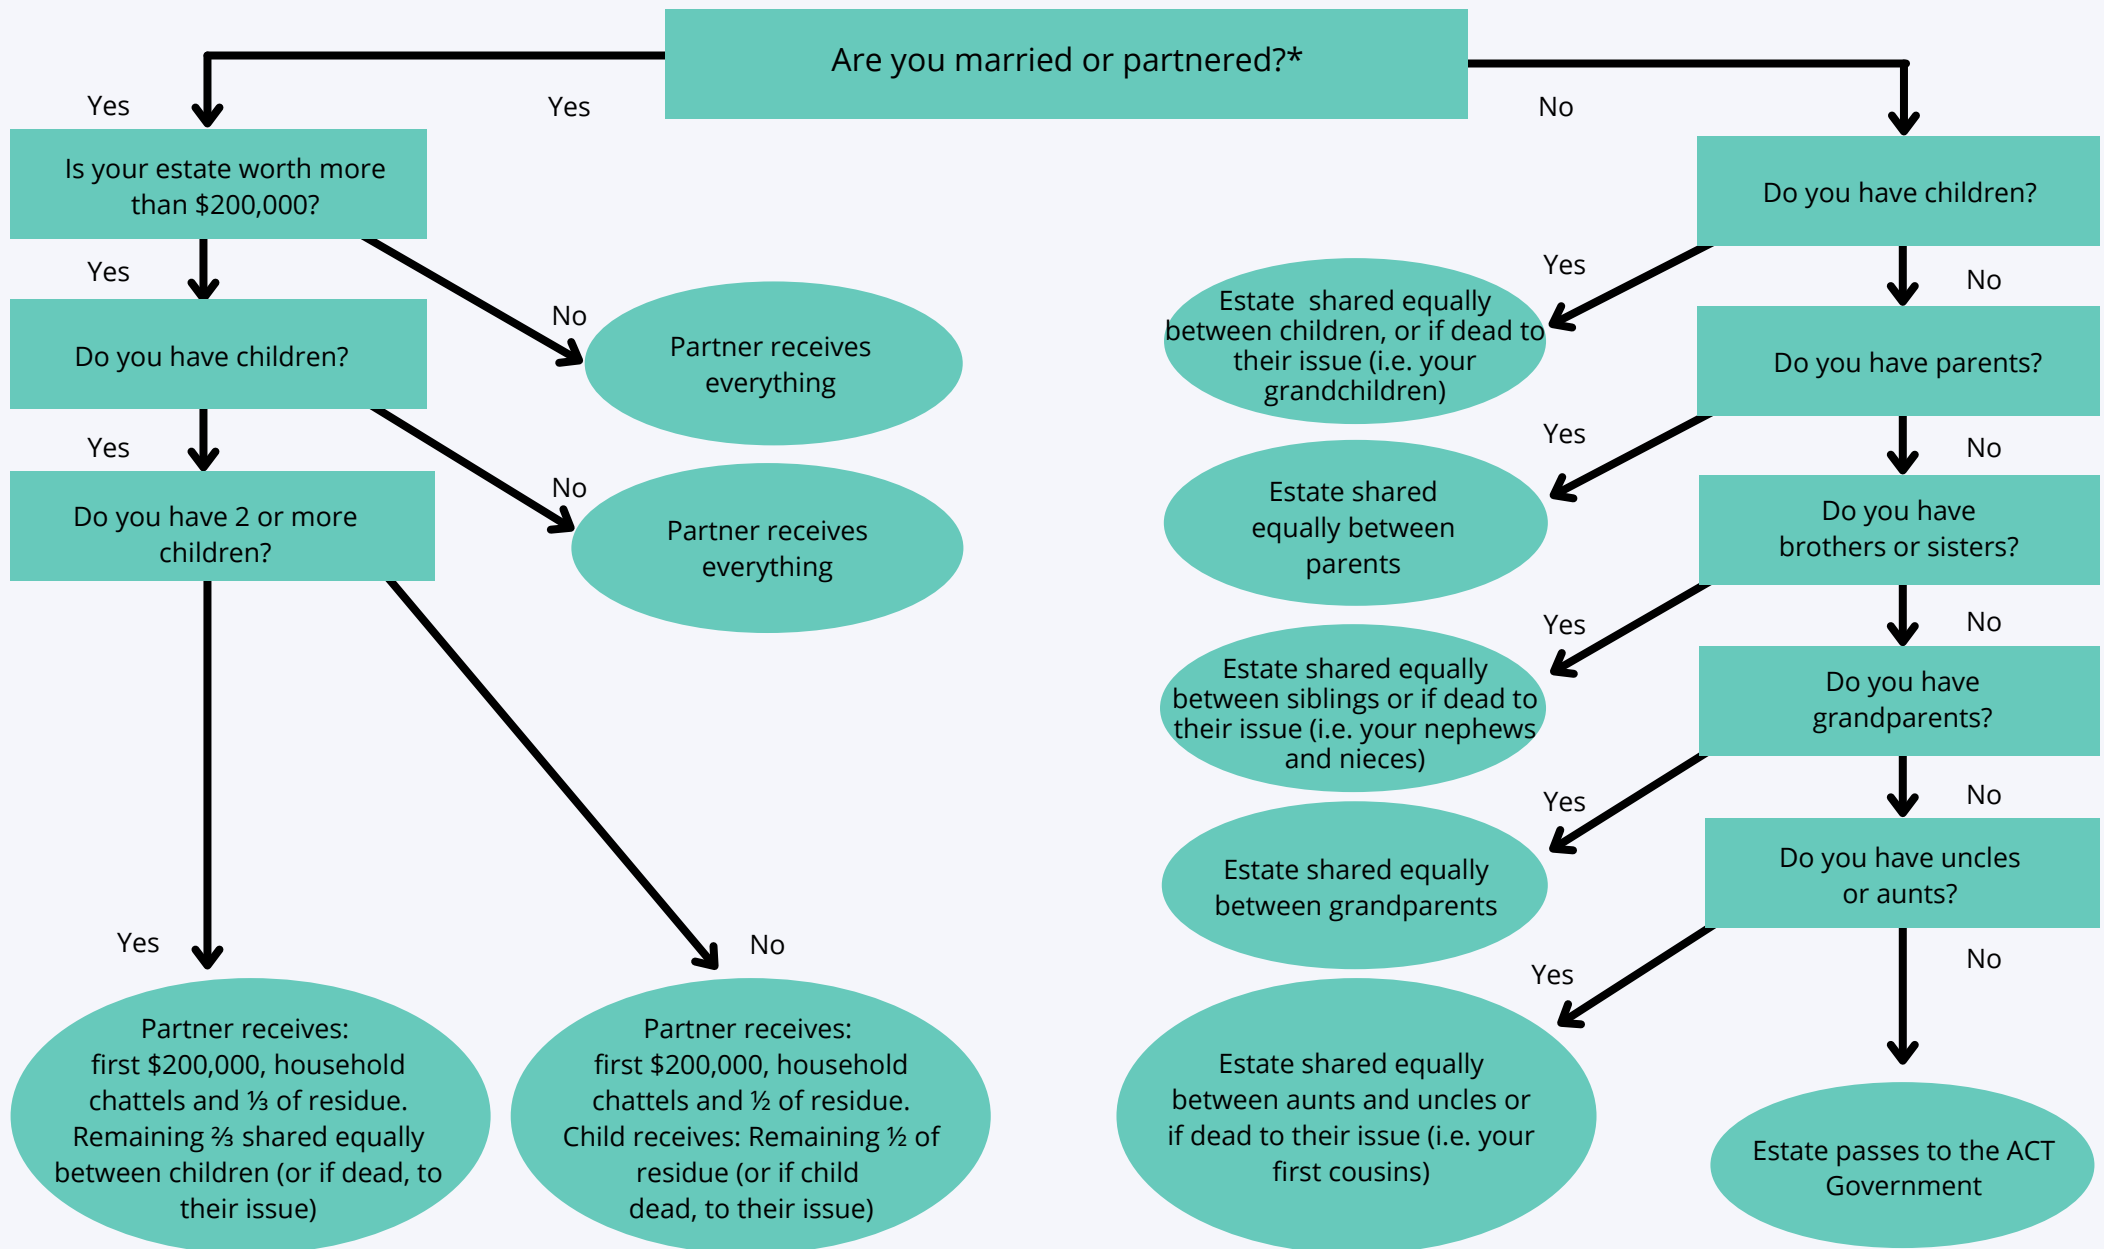 Are you married or partnered?*
Yes
Yes
No
Is your estate worth more
than $200,000?
Yes
No
Do you have children?
Partner receives
everything
Yes
No
Do you have 2 or more
children?
Partner receives
everything
Yes
No
Partner receives:
first $200,000, household
chattels and ⅓ of residue.
Remaining ⅔ shared equally
between children (or if dead, to
their issue)
Partner receives:
first $200,000, household
chattels and ½ of residue.
Child receives: Remaining ½ of
residue (or if child
dead, to their issue)
Do you have children?
Yes
No
Estate  shared equally
between children, or if dead to
their issue (i.e. your
grandchildren)
Do you have parents?
Yes
No
Estate shared
equally between
parents
Do you have
brothers or sisters?
Yes
No
Estate shared equally
between siblings or if dead to
their issue (i.e. your nephews
and nieces)
Do you have
grandparents?
Yes
No
Estate shared equally
between grandparents
Do you have uncles
or aunts?
Yes
No
Estate shared equally
between aunts and uncles or
if dead to their issue (i.e. your
first cousins)
Estate passes to the ACT
Government